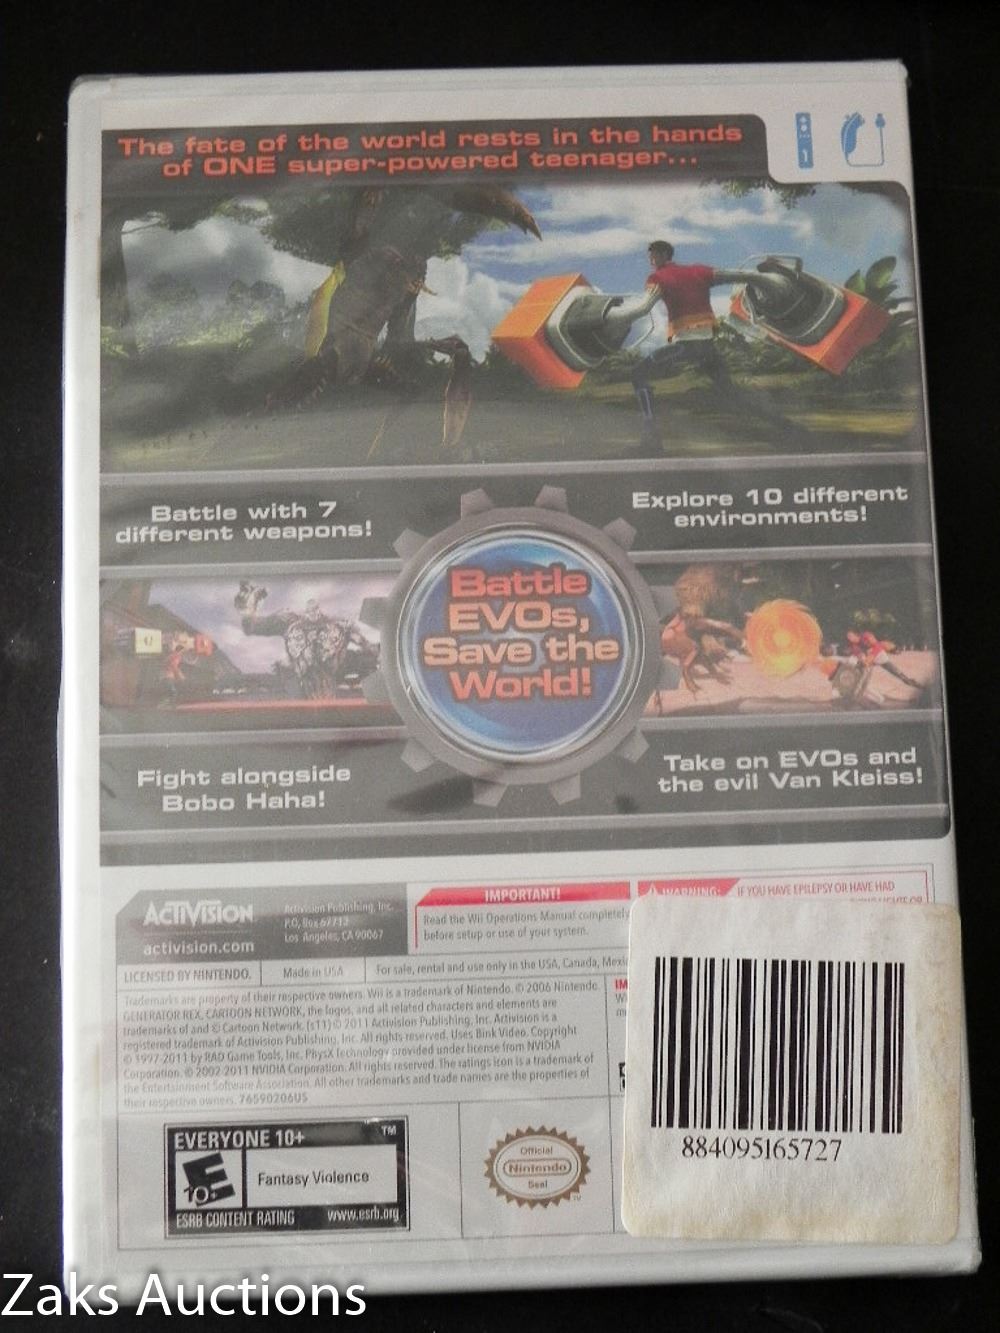 The fate of the world rests in the hands
of ONE super-powered teenager...
1
Battle with 7
different weapons!
Explore 10 different
environments!
Battle
EVOs,
Save the
World!
Fight alongside
Bobo Haha!
Take on EVOs and
the evil Van Kleiss!
ACTIVISION
activision.com
Activision Publishing, Inc.
P.O. Box 67713
Los Angeles, CA 90067
IMPORTANT!
Read the Wii Operations Manual completely
before setup or use of your system.
WARNING: IF YOU HAVE EPILEPSY OR HAVE HAD
LICENSED BY NINTENDO.
Made in USA
For sale, rental and use only in the USA, Canada,
Trademarks are property of their respective owners. Wii is a trademark of Nintendo. © 2006 Nintendo.
GENERATOR REX, CARTOON NETWORK, the logos, and all related characters and elements are
trademarks of and © Cartoon Network. (s11) © 2011 Activision Publishing, Inc. Activision is a
registered trademark of Activision Publishing, Inc. All rights reserved. Uses Bink Video. Copyright
© 1997-2011 by RAD Game Tools, Inc. PhysX Technology provided under license from NVIDIA
Corporation. © 2002-2011 NVIDIA Corporation. All rights reserved. The ratings icon is a trademark of
the Entertainment Software Association. All other trademarks and trade names are the properties of
their respective owners. 76590206US
EVERYONE 10+ ™
E
10+
Fantasy Violence
ESRB CONTENT RATING www.esrb.org
Official
Nintendo
Seal
TM
884095165727
Zaks Auctions